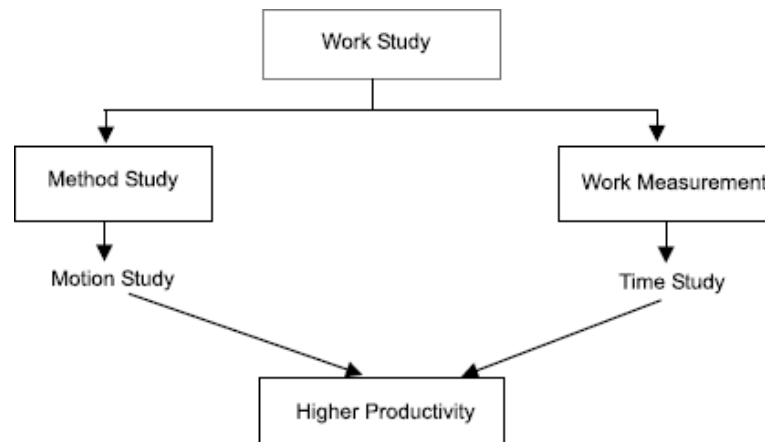 Work Study
Method Study
Work Measurement
Motion Study
Time Study
Higher Productivity